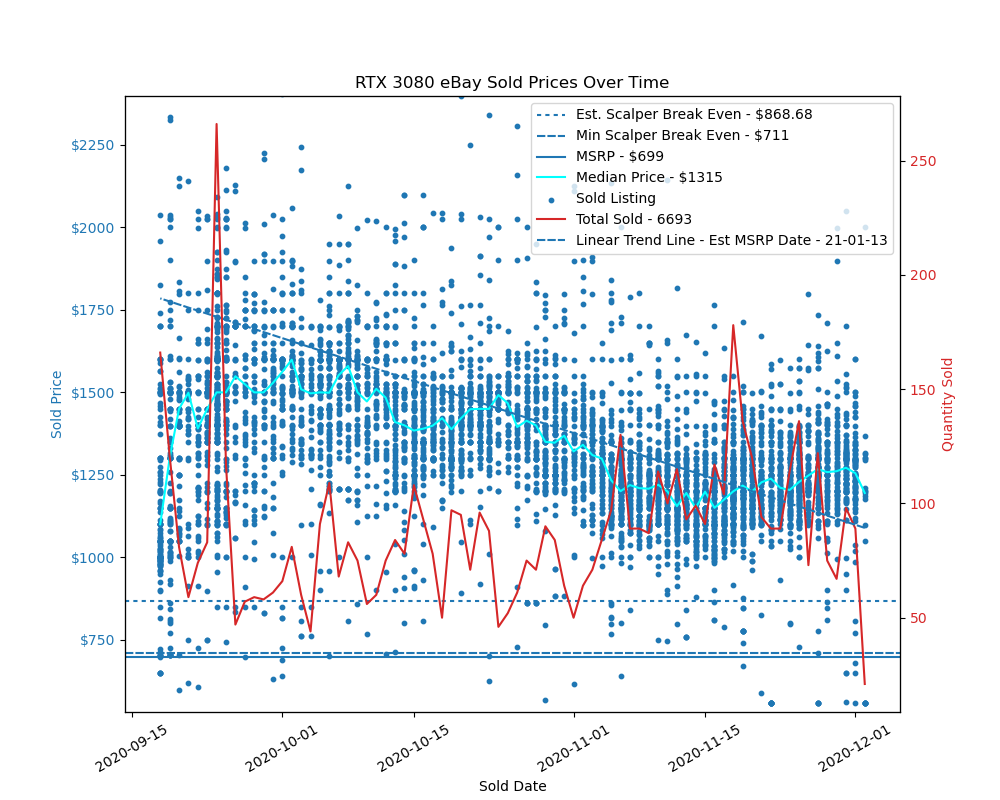 RTX 3080 eBay Sold Prices Over Time
Est. Scalper Break Even - $868.68
Min Scalper Break Even - $711
MSRP - $699
Median Price - $1315
Sold Listing
Total Sold - 6693
Linear Trend Line - Est MSRP Date - 21-01-13
Sold Price
$2250
$2000
$1750
$1500
$1250
$1000
$750
Quantity Sold
250
200
150
100
50
2020-09-15
2020-10-01
2020-10-15
2020-11-01
2020-11-15
2020-12-01
Sold Date